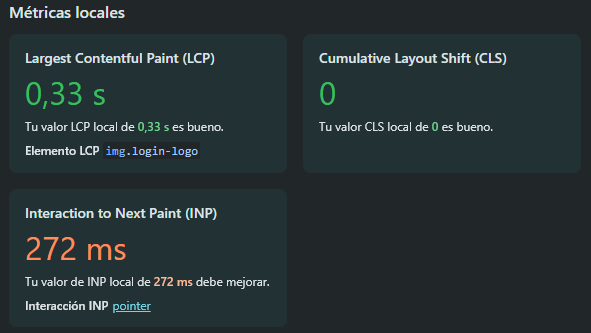 Métricas locales
Largest Contentful Paint (LCP)
0,33 s
Tu valor LCP local de 0,33 s es bueno.
Elemento LCP img.login-logo
Cumulative Layout Shift (CLS)
0
Tu valor CLS local de 0 es bueno.
Interaction to Next Paint (INP)
272 ms
Tu valor de INP local de 272 ms debe mejorar.
Interacción INP pointer